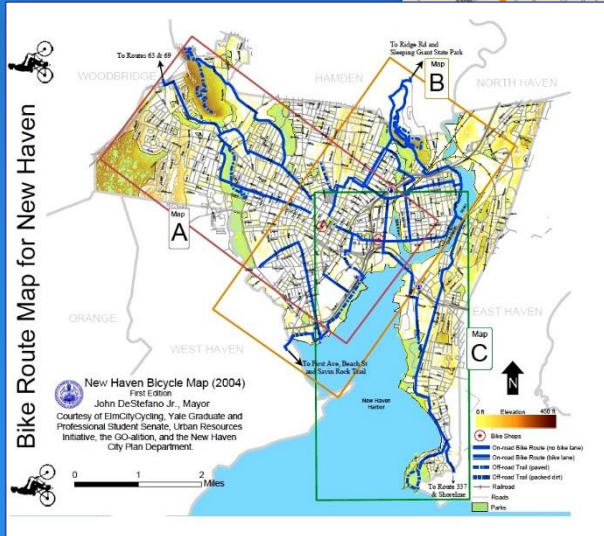 Bike Route Map for New Haven
To Routes 63 & 69
WOODBRIDGE
HAMDEN
To Ridge Rd and
Sleeping Giant State Park
Map
B
NORTH HAVEN
Map
A
ORANGE
WEST HAVEN
EAST HAVEN
Map
C
To First Ave, Beach St
and Savin Rock Trail
New Haven
Harbor
N
New Haven Bicycle Map (2004)
First Edition
John DeStefano Jr., Mayor
Courtesy of ElmCityCycling, Yale Graduate and
Professional Student Senate, Urban Resources
Initiative, the GO-alition, and the New Haven
City Plan Department.
0 1 2
Miles
0 ft Elevation 450 ft
Bike Shops
On-road Bike Route (no bike lane)
On-road Bike Route (bike lane)
Off-road Trail (paved)
Off-road Trail (packed dirt)
Railroad
Roads
Parks
To Route 337
& Shoreline